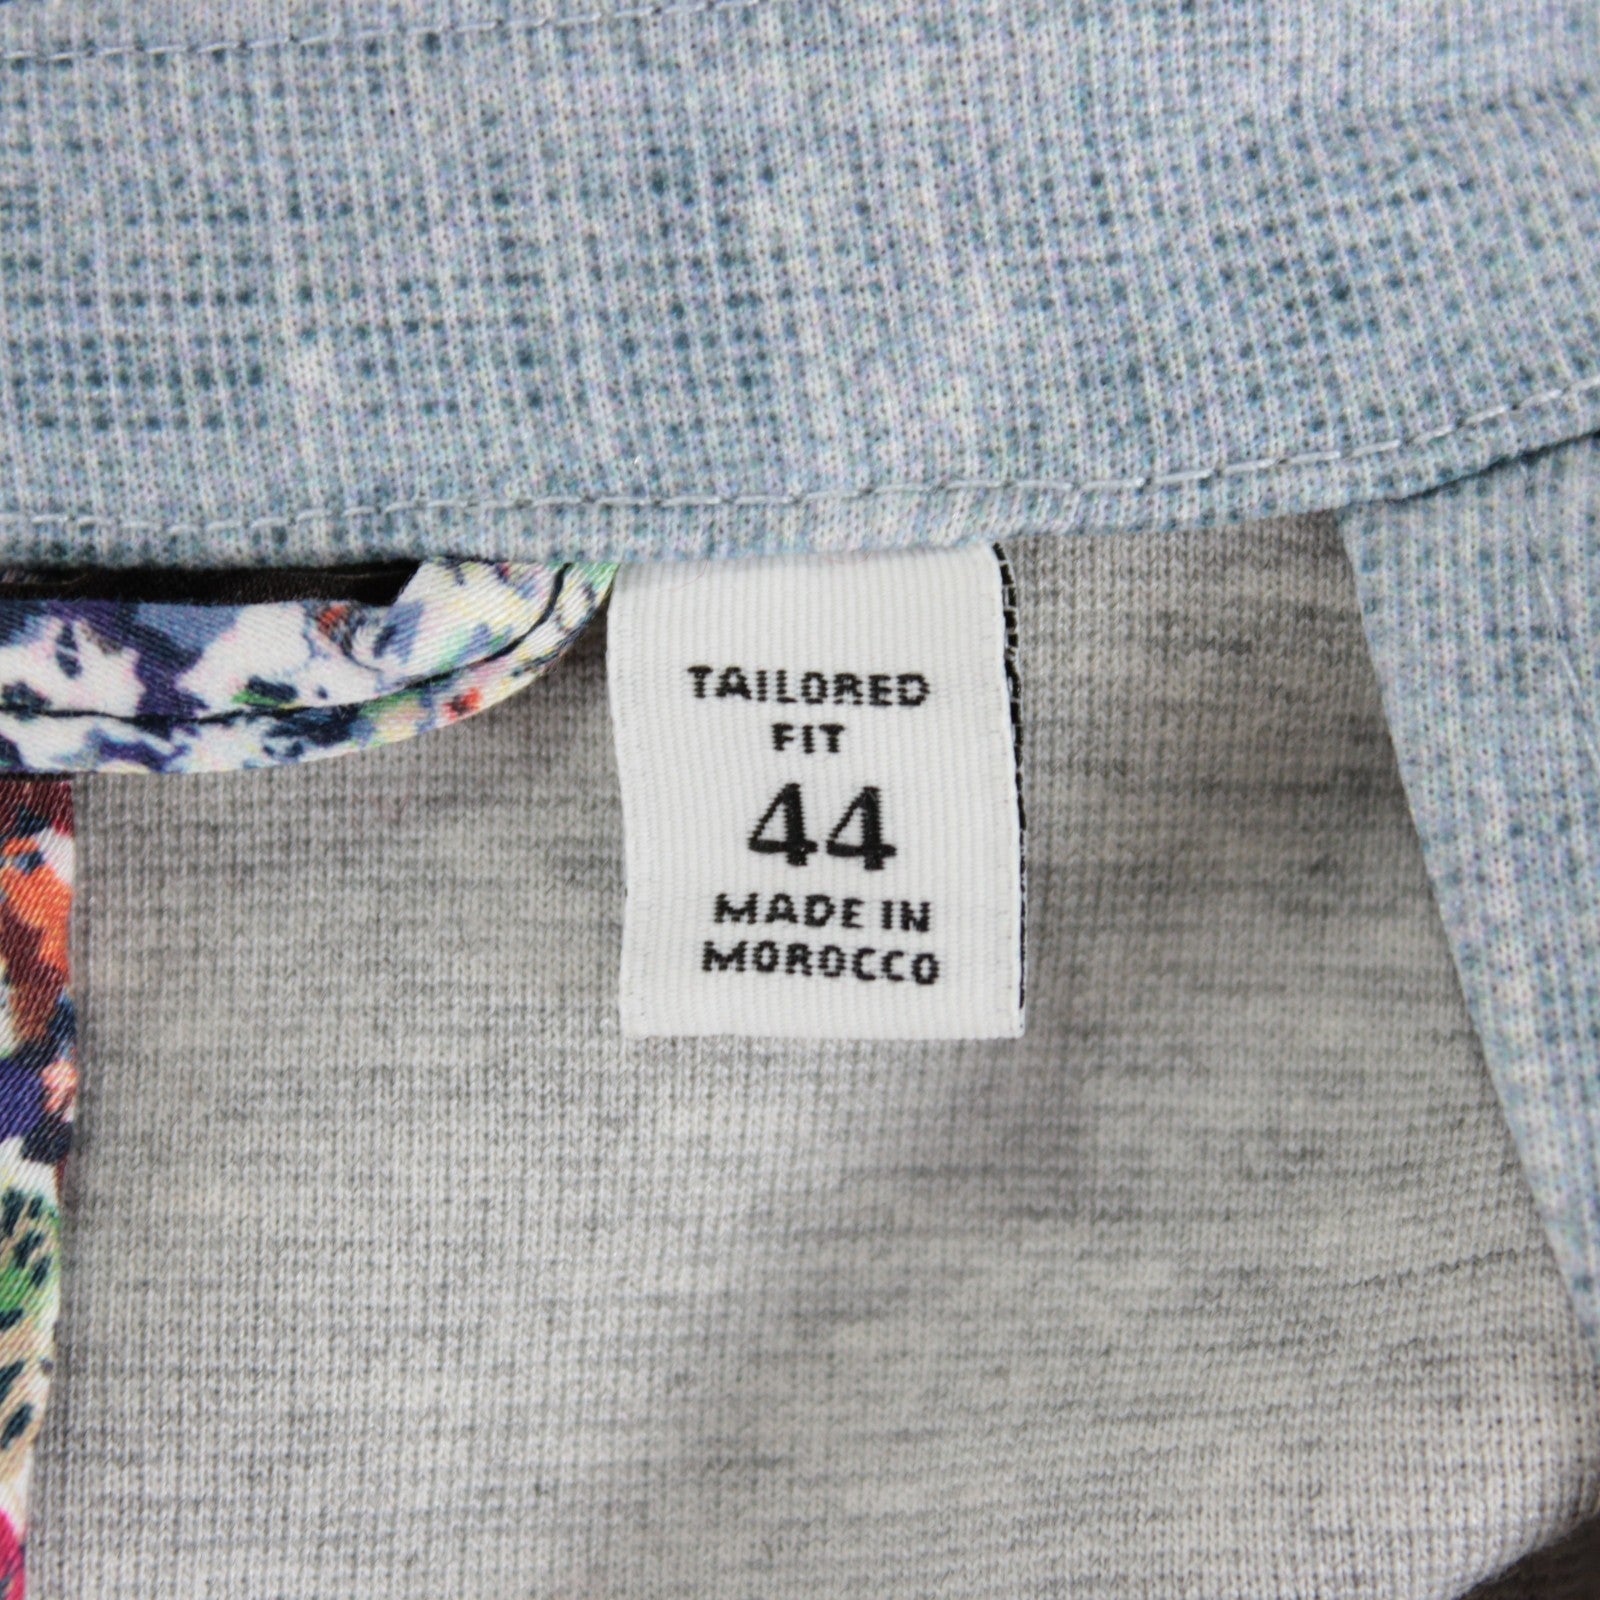 TAILORED
FIT
44
MADE IN
MOROCCO